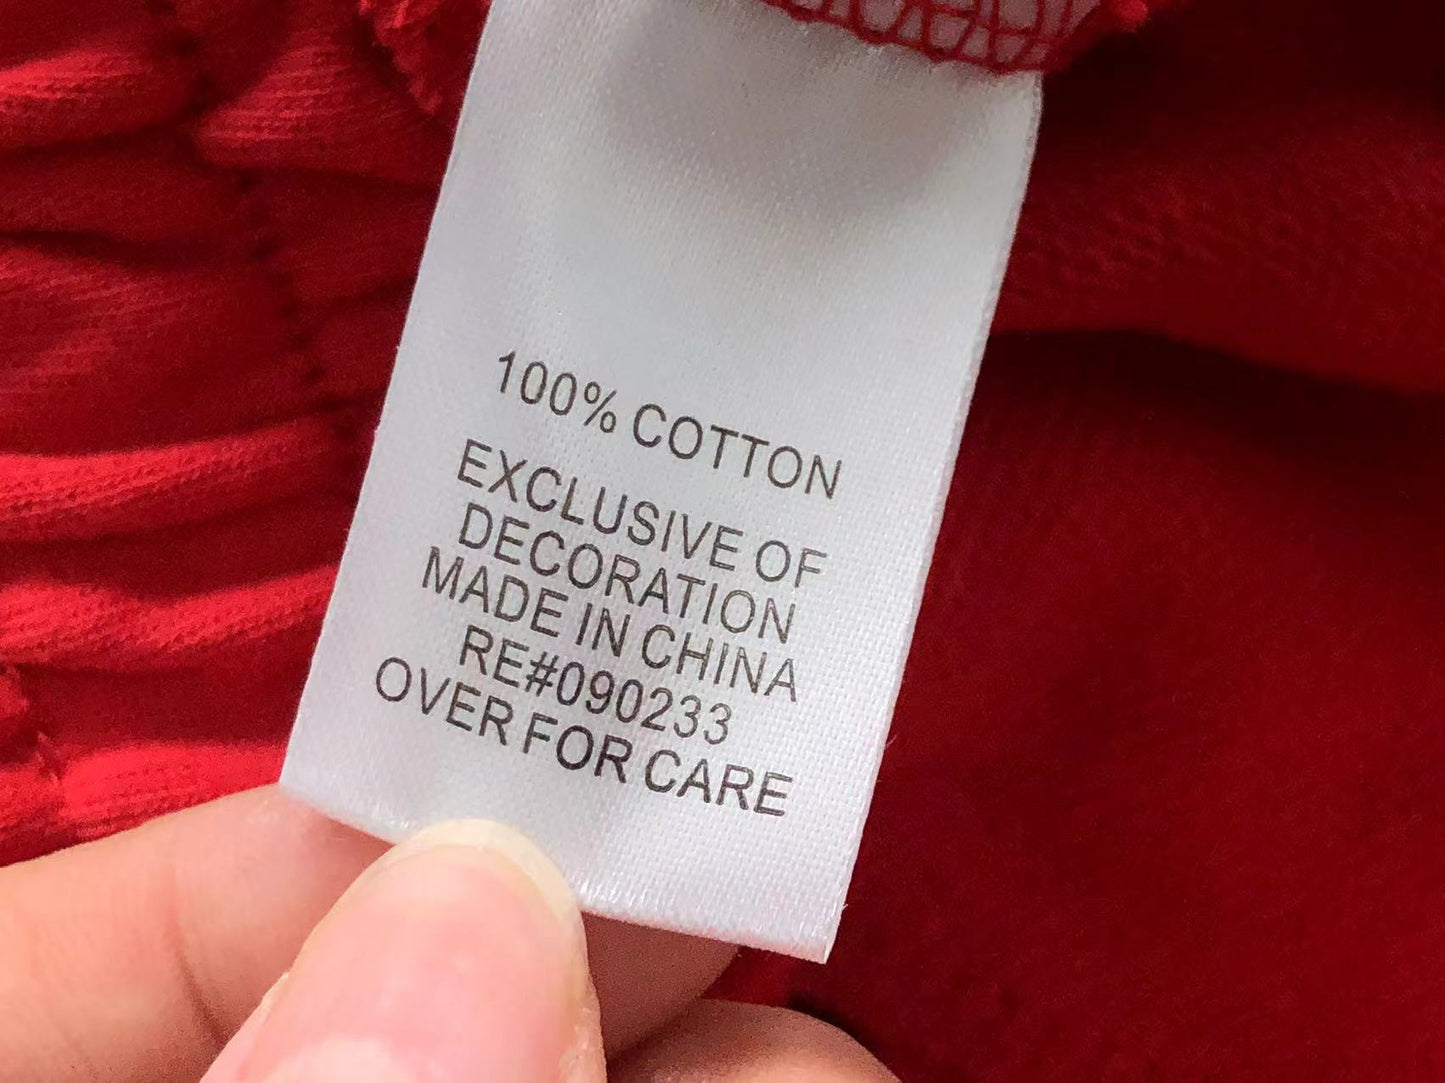 100% COTTON
EXCLUSIVE OF
DECORATION
MADE IN CHINA
RE#090233
OVER FOR CARE